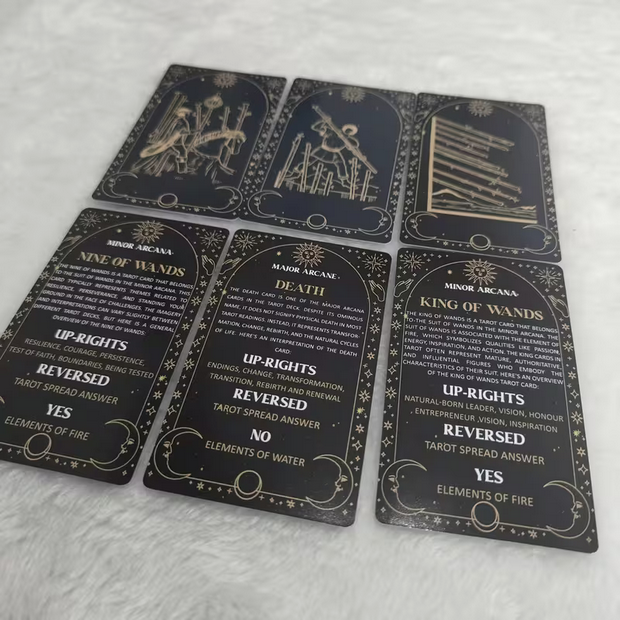 MINOR ARCANA
NINE OF WANDS
THE NINE OF WANDS IS A TAROT CARD THAT BELONGS
TO THE SUIT OF WANDS IN THE MINOR ARCANA. THIS
CARD TYPICALLY REPRESENTS THEMES RELATED TO
RESILIENCE, PERSEVERANCE, AND STANDING YOUR
GROUND IN THE FACE OF CHALLENGES. THE IMAGERY
AND INTERPRETATIONS CAN VARY SLIGHTLY BETWEEN
DIFFERENT TAROT DECKS, BUT HERE IS A GENERAL
OVERVIEW OF THE NINE OF WANDS.
UP-RIGHTS
RESILIENCE, COURAGE, PERSISTENCE,
TEST OF FAITH, BOUNDARIES, BEING TESTED
REVERSED
TAROT SPREAD ANSWER
YES
ELEMENTS OF FIRE
MAJOR ARCANE
DEATH
THE DEATH CARD IS ONE OF THE MAJOR ARCANA
CARDS IN THE TAROT DECK. DESPITE ITS OMINOUS
NAME, IT DOES NOT SIGNIFY PHYSICAL DEATH IN MOST
TAROT READINGS. INSTEAD, IT REPRESENTS TRANSFOR-
MATION, CHANGE, REBIRTH, AND THE NATURAL CYCLE
OF LIFE. HERE'S AN INTERPRETATION OF THE DEATH
CARD:
UP-RIGHTS
ENDINGS, CHANGE, TRANSFORMATION,
TRANSITION, REBIRTH AND RENEWAL
REVERSED
TAROT SPREAD ANSWER
NO
ELEMENTS OF WATER
MINOR ARCANA
KING OF WANDS
THE KING OF WANDS IS A TAROT CARD THAT BELONGS
TO THE SUIT OF WANDS IN THE MINOR ARCANA. THE
SUIT OF WANDS IS ASSOCIATED WITH THE ELEMENT OF
FIRE, WHICH SYMBOLIZES QUALITIES LIKE PASSION,
ENERGY, INSPIRATION, AND ACTION. THE KING CARDS IN
TAROT OFTEN REPRESENT MATURE, AUTHORITATIVE,
AND INFLUENTIAL FIGURES WHO EMBODY THE
CHARACTERISTICS OF THEIR SUIT. HERE'S AN OVERVIEW
OF THE KING OF WANDS TAROT CARD:
UP-RIGHTS
NATURAL-BORN LEADER, VISION, HONOUR
, ENTREPRENEUR ,VISION, INSPIRATION
REVERSED
TAROT SPREAD ANSWER
YES
ELEMENTS OF FIRE